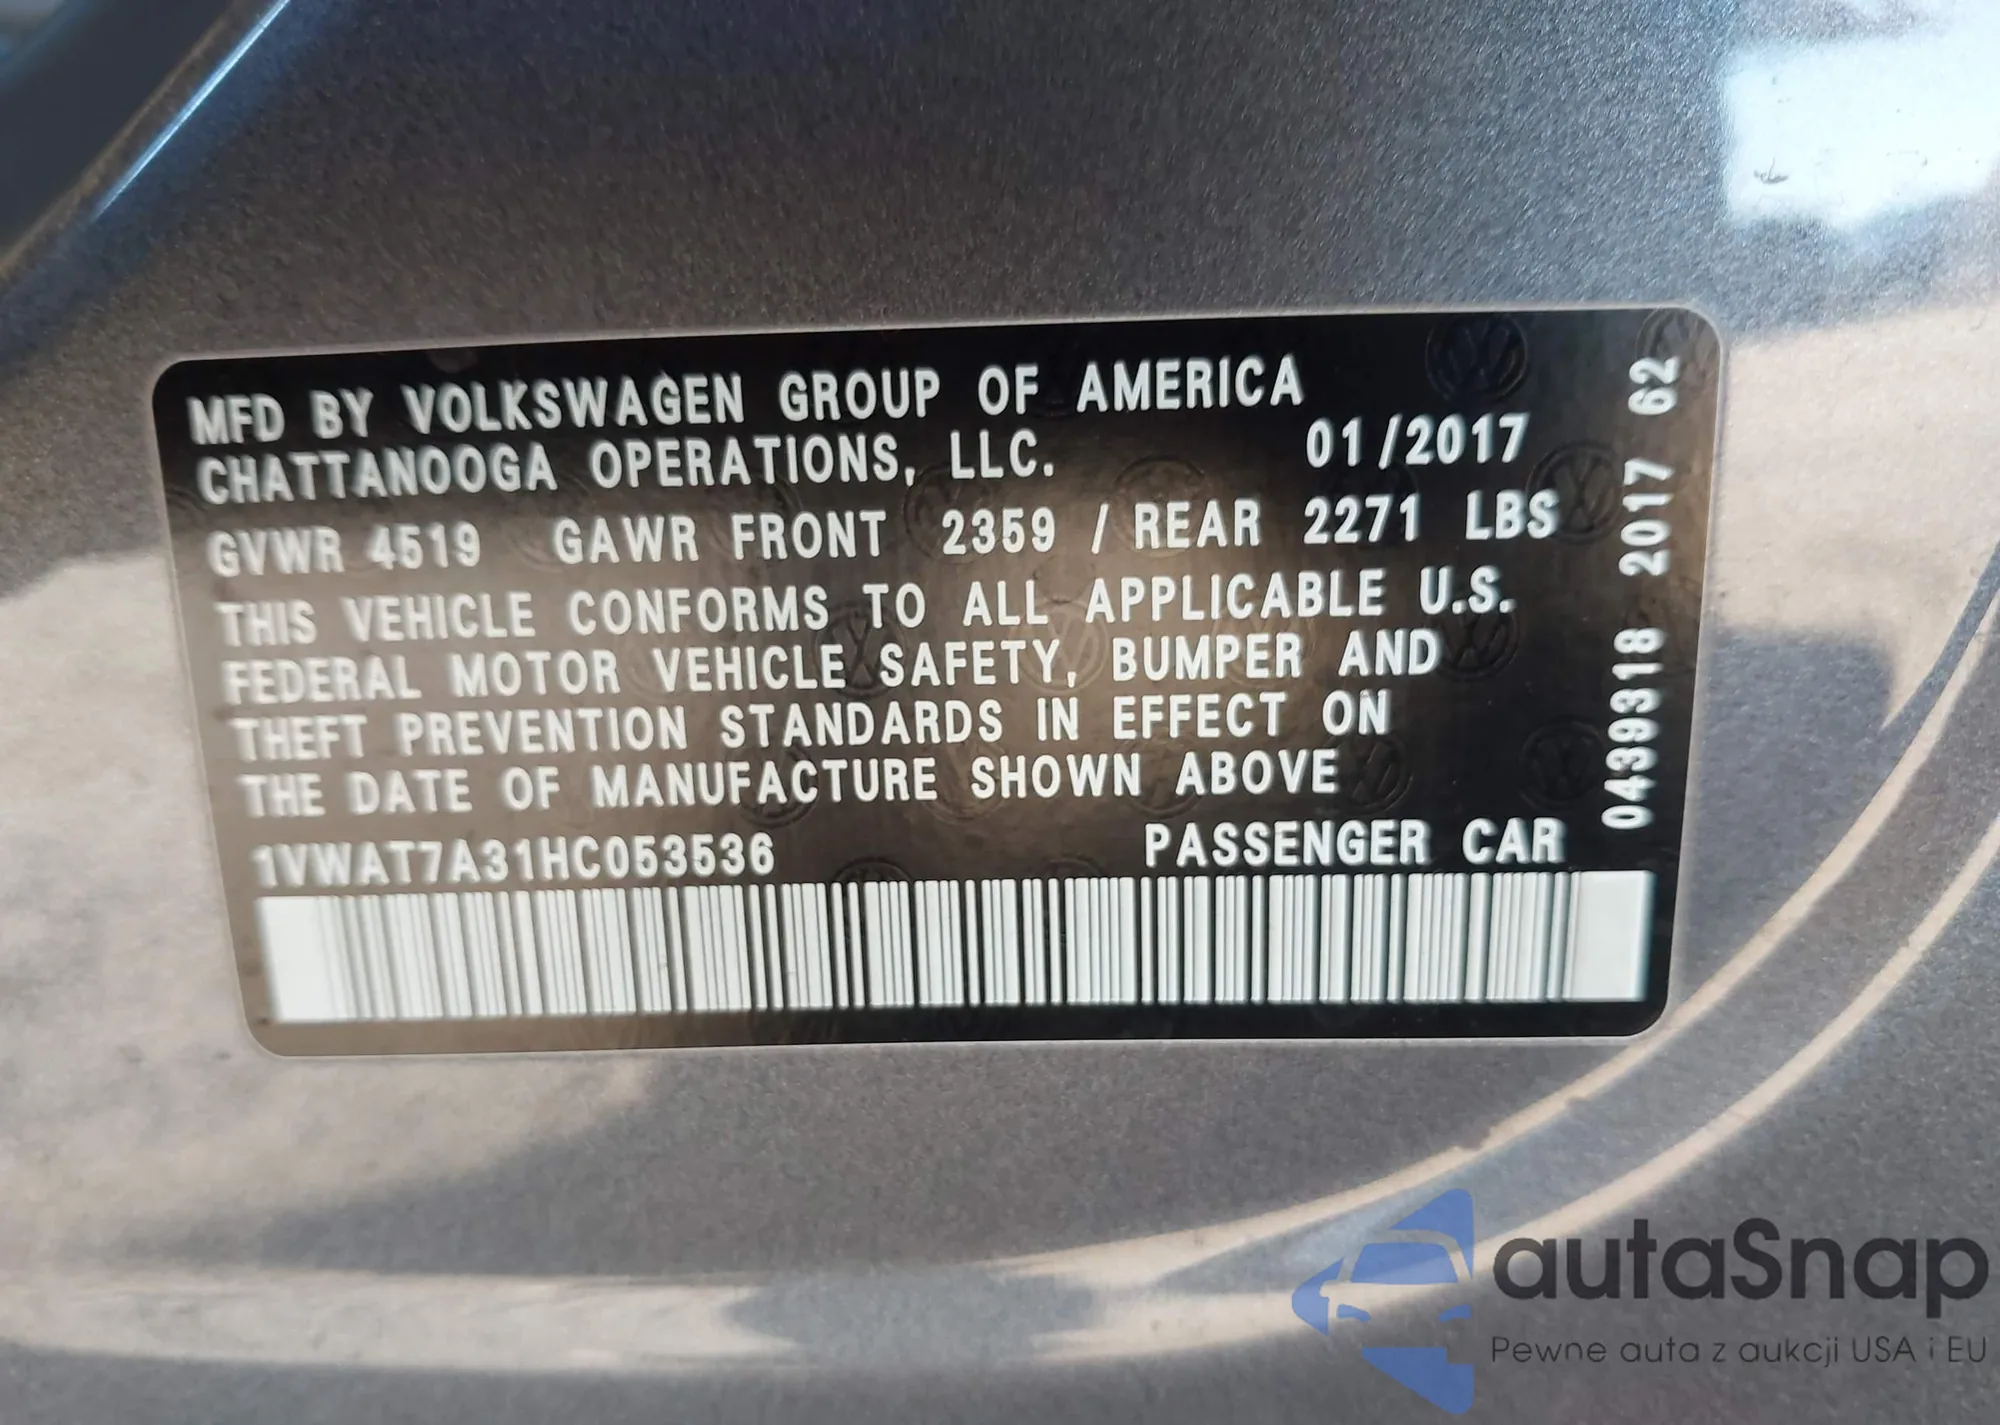 MFD BY VOLKSWAGEN GROUP OF AMERICA
CHATTANOOGA OPERATIONS, LLC. 01/2017
GVWR 4519 GAWR FRONT 2359 / REAR 2271 LBS
THIS VEHICLE CONFORMS TO ALL APPLICABLE U.S.
FEDERAL MOTOR VEHICLE SAFETY, BUMPER AND
THEFT PREVENTION STANDARDS IN EFFECT ON
THE DATE OF MANUFACTURE SHOWN ABOVE
1VWAT7A31HC053536 PASSENGER CAR
0439318 2017 62
autaSnap
Pewne auta z aukcji USA i EU